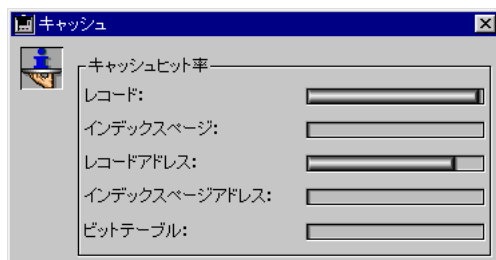 キャッシュ
キャッシュヒット率
レコード:
インデックスページ:
レコードアドレス:
インデックスページアドレス:
ビットテーブル: